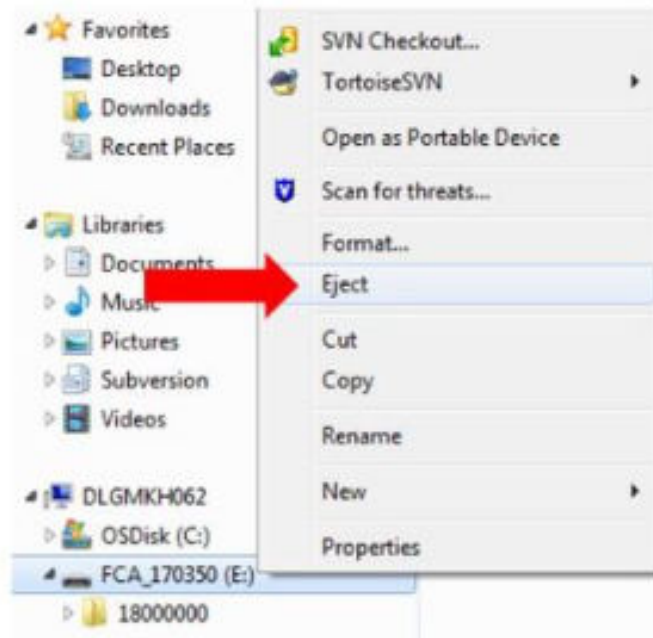 Favorites
Desktop
Downloads
Recent Places
Libraries
Documents
Music
Pictures
Subversion
Videos
DLGMKH062
OSDisk (C:)
FCA_170350 (E:)
18000000
SVN Checkout...
TortoiseSVN
Open as Portable Device
Scan for threats...
Format...
Eject
Cut
Copy
Rename
New
Properties